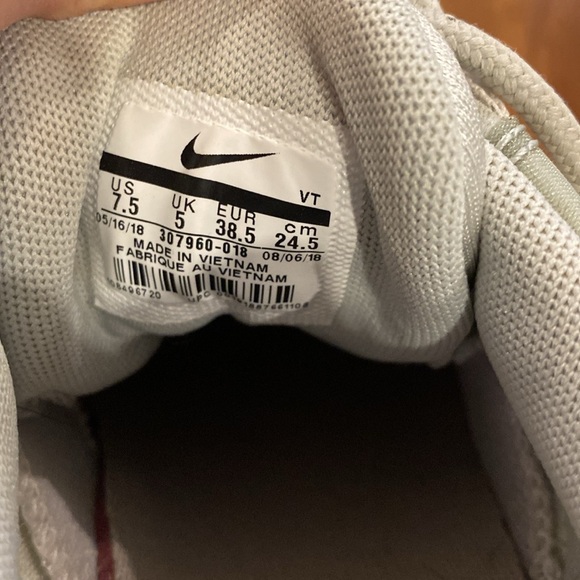 VT
US UK EUR cm
7.5 5 38.5 24.5
05/16/18 307960-018 08/06/18
MADE IN VIETNAM
FABRIQUE AU VIETNAM